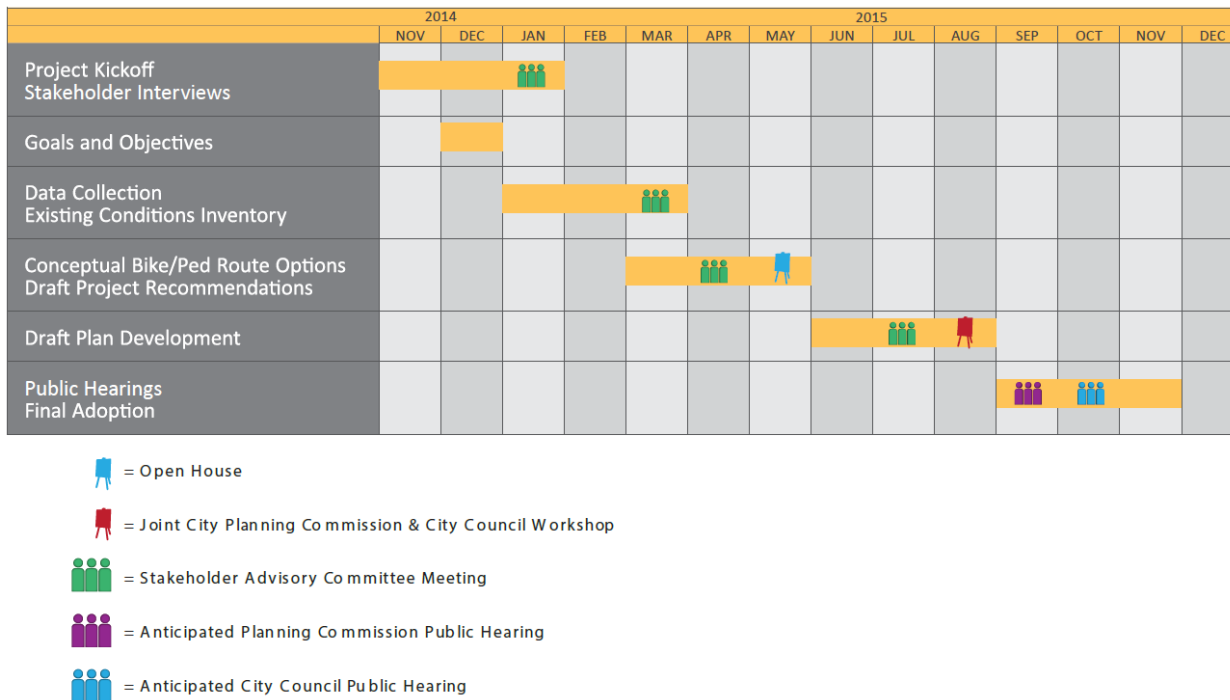 2014 2015
NOV DEC JAN FEB MAR APR MAY JUN JUL AUG SEP OCT NOV DEC
Project Kickoff
Stakeholder Interviews
Goals and Objectives
Data Collection
Existing Conditions Inventory
Conceptual Bike/Ped Route Options
Draft Project Recommendations
Draft Plan Development
Public Hearings
Final Adoption
= Open House
= Joint City Planning Commission & City Council Workshop
= Stakeholder Advisory Committee Meeting
= Anticipated Planning Commission Public Hearing
= Anticipated City Council Public Hearing